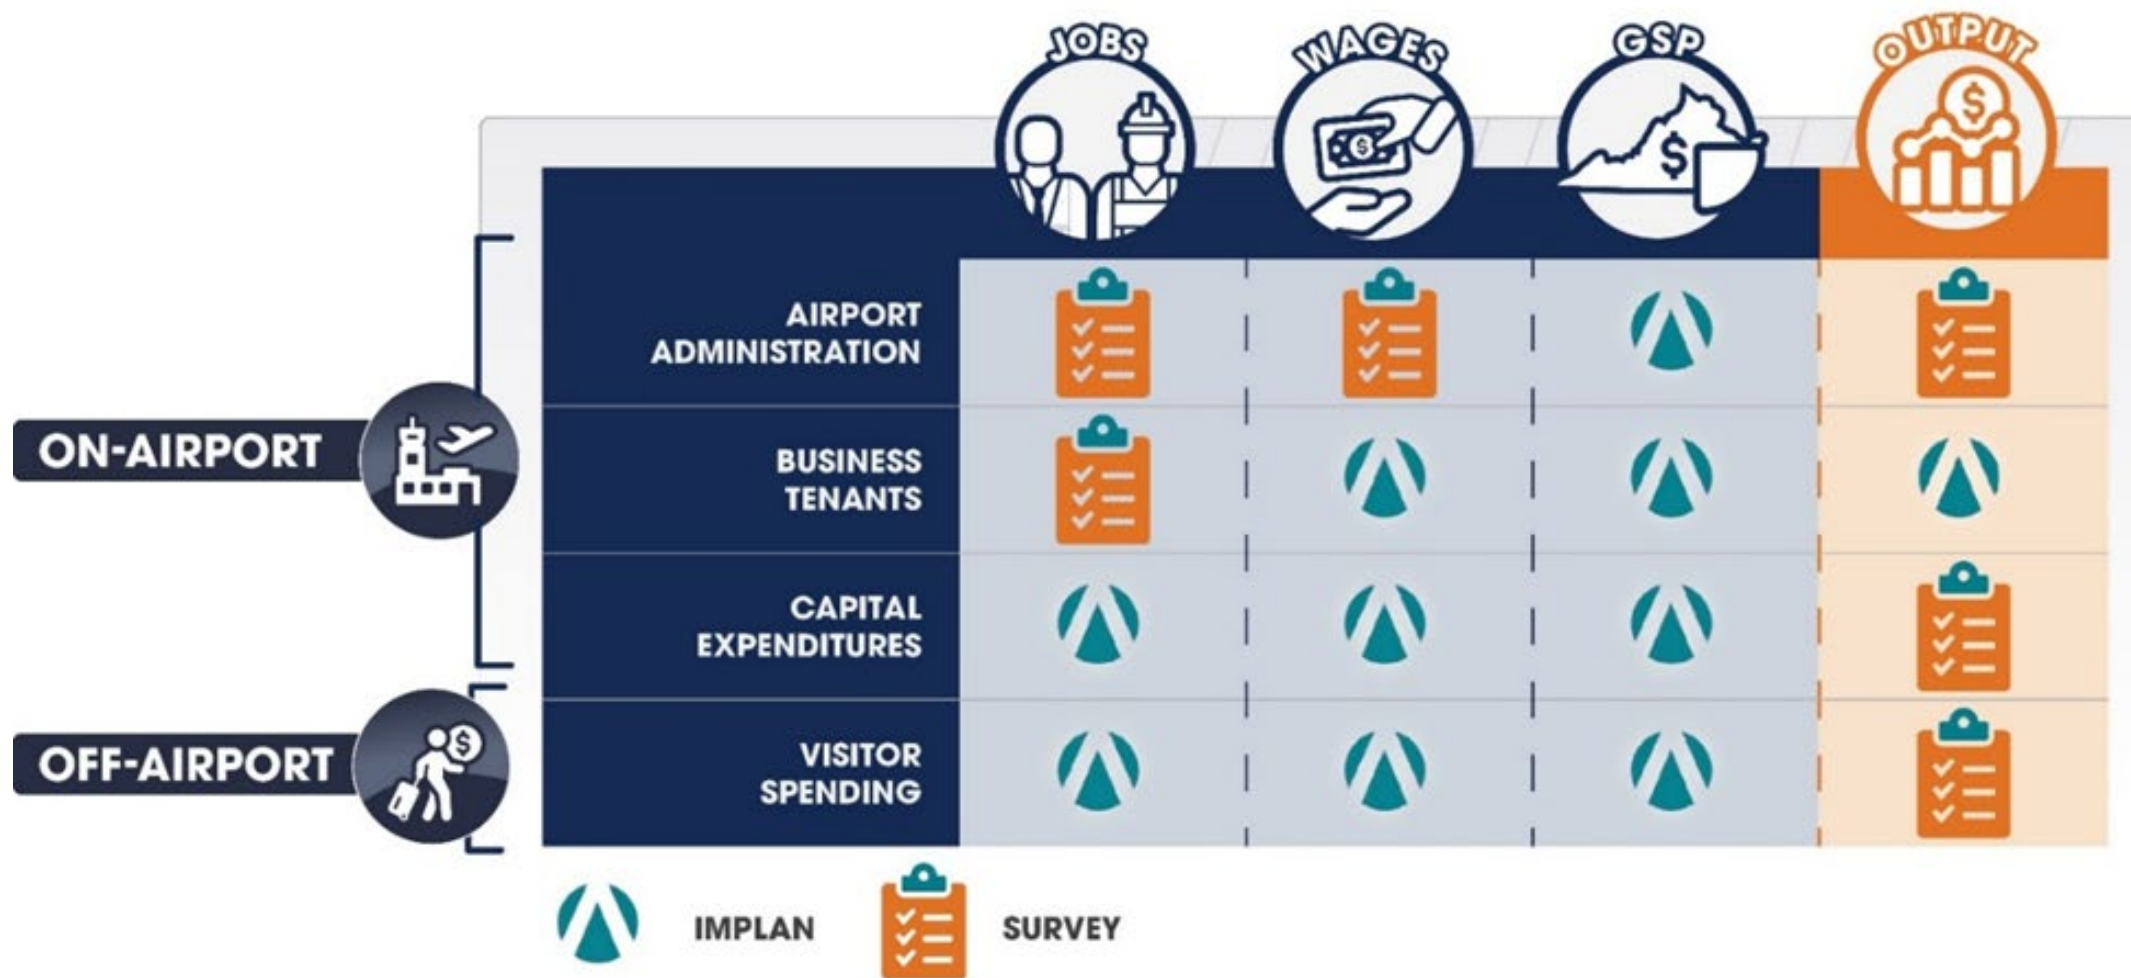 JOBS
WAGES
GSP
OUTPUT
$
$
$
AIRPORT
ADMINISTRATION
ON-AIRPORT
BUSINESS
TENANTS
CAPITAL
EXPENDITURES
OFF-AIRPORT
$
VISITOR
SPENDING
IMPLAN
SURVEY